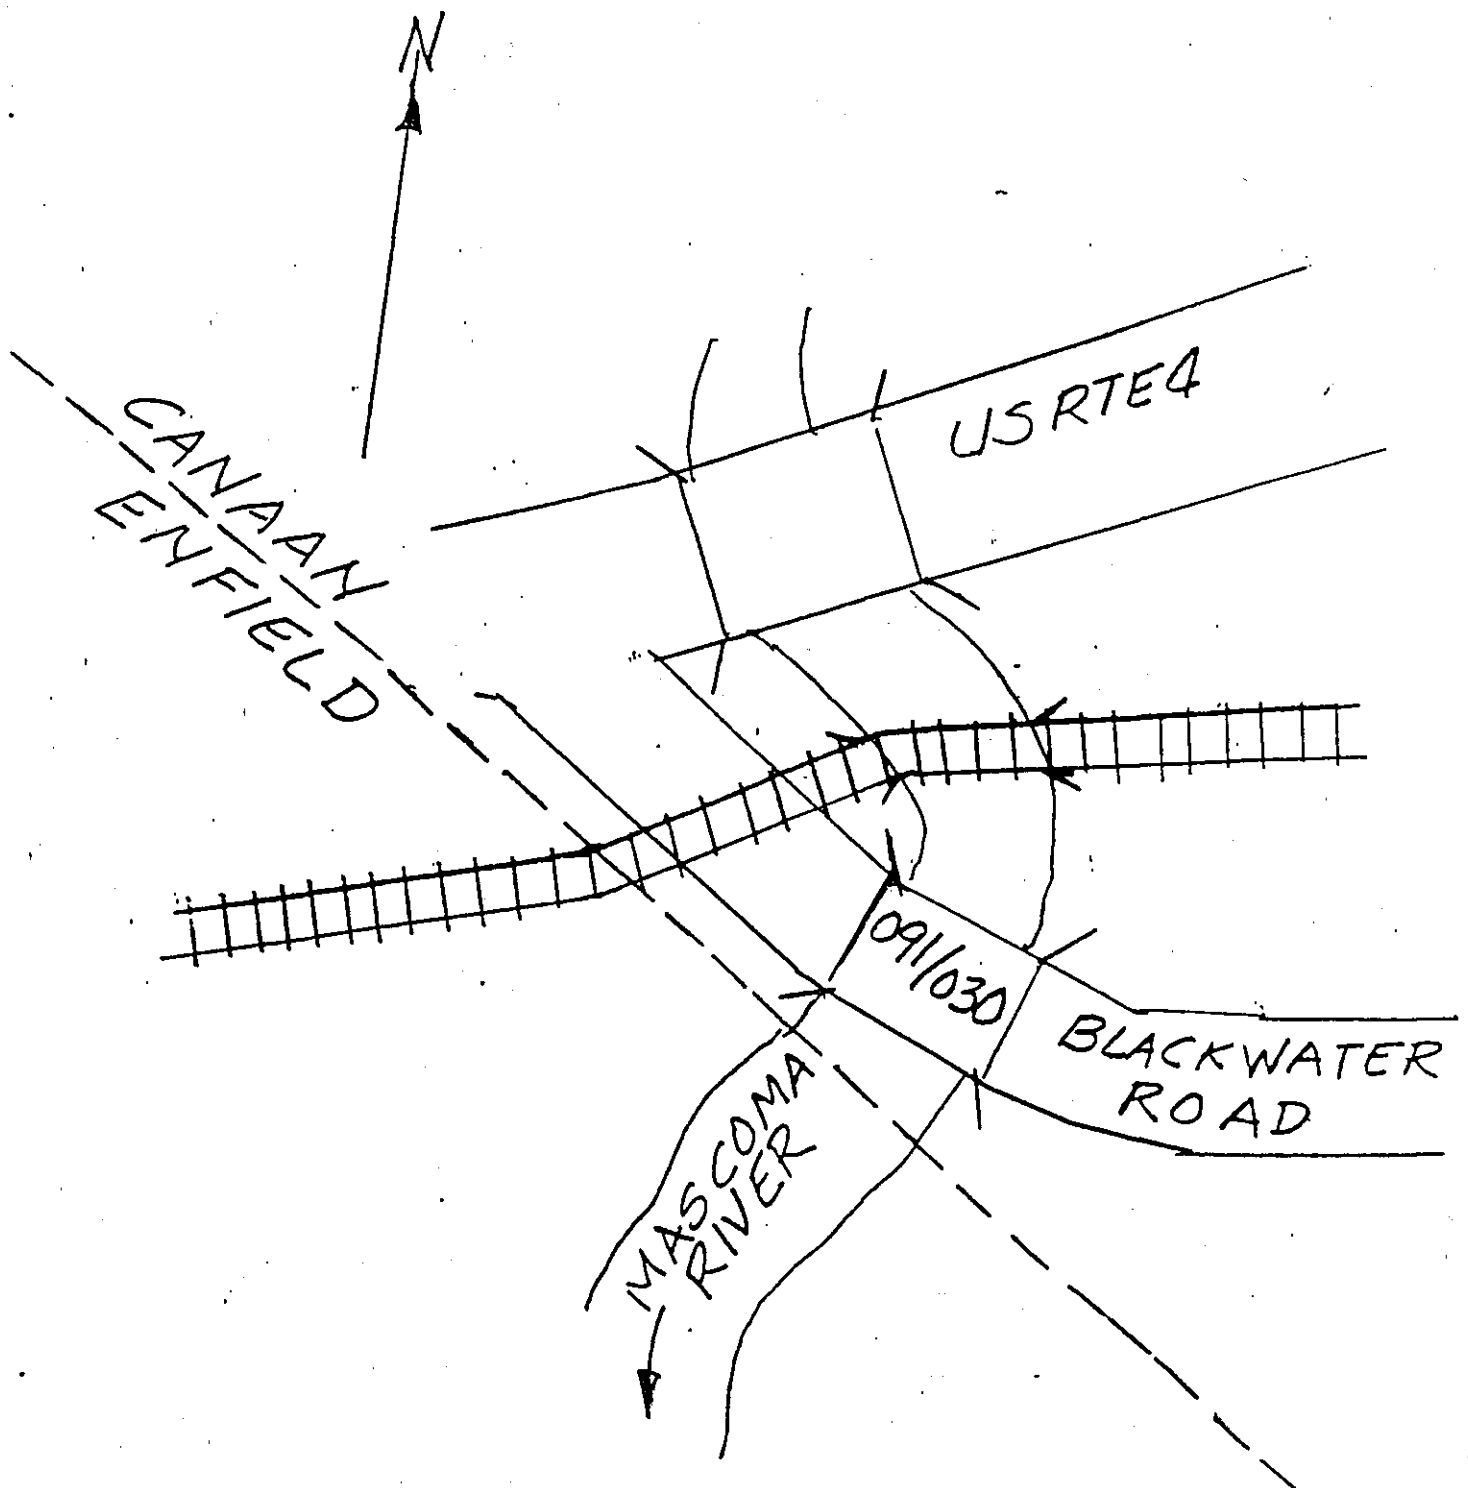 N
US RTE 4
CANAAN
ENFIELD
091/030
BLACKWATER
ROAD
MASCOMA
RIVER